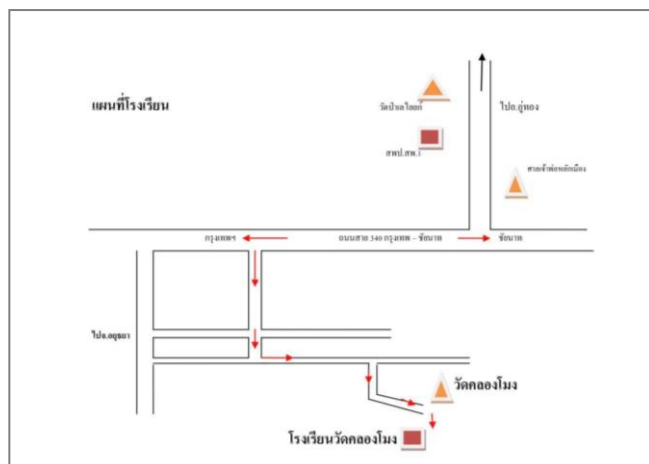 วัดป่าเลไลยก์
แผนที่โรงเรียน
ไปอ.อู่ทอง
สพป.สพ.1
ศาลเจ้าพ่อหลักเมือง
กรุงเทพฯ
ถนนสาย 340 กรุงเทพ – ชัยนาท
ชัยนาท
ไปจ.อยุธยา
วัดคลองโมง
โรงเรียนวัดคลองโมง